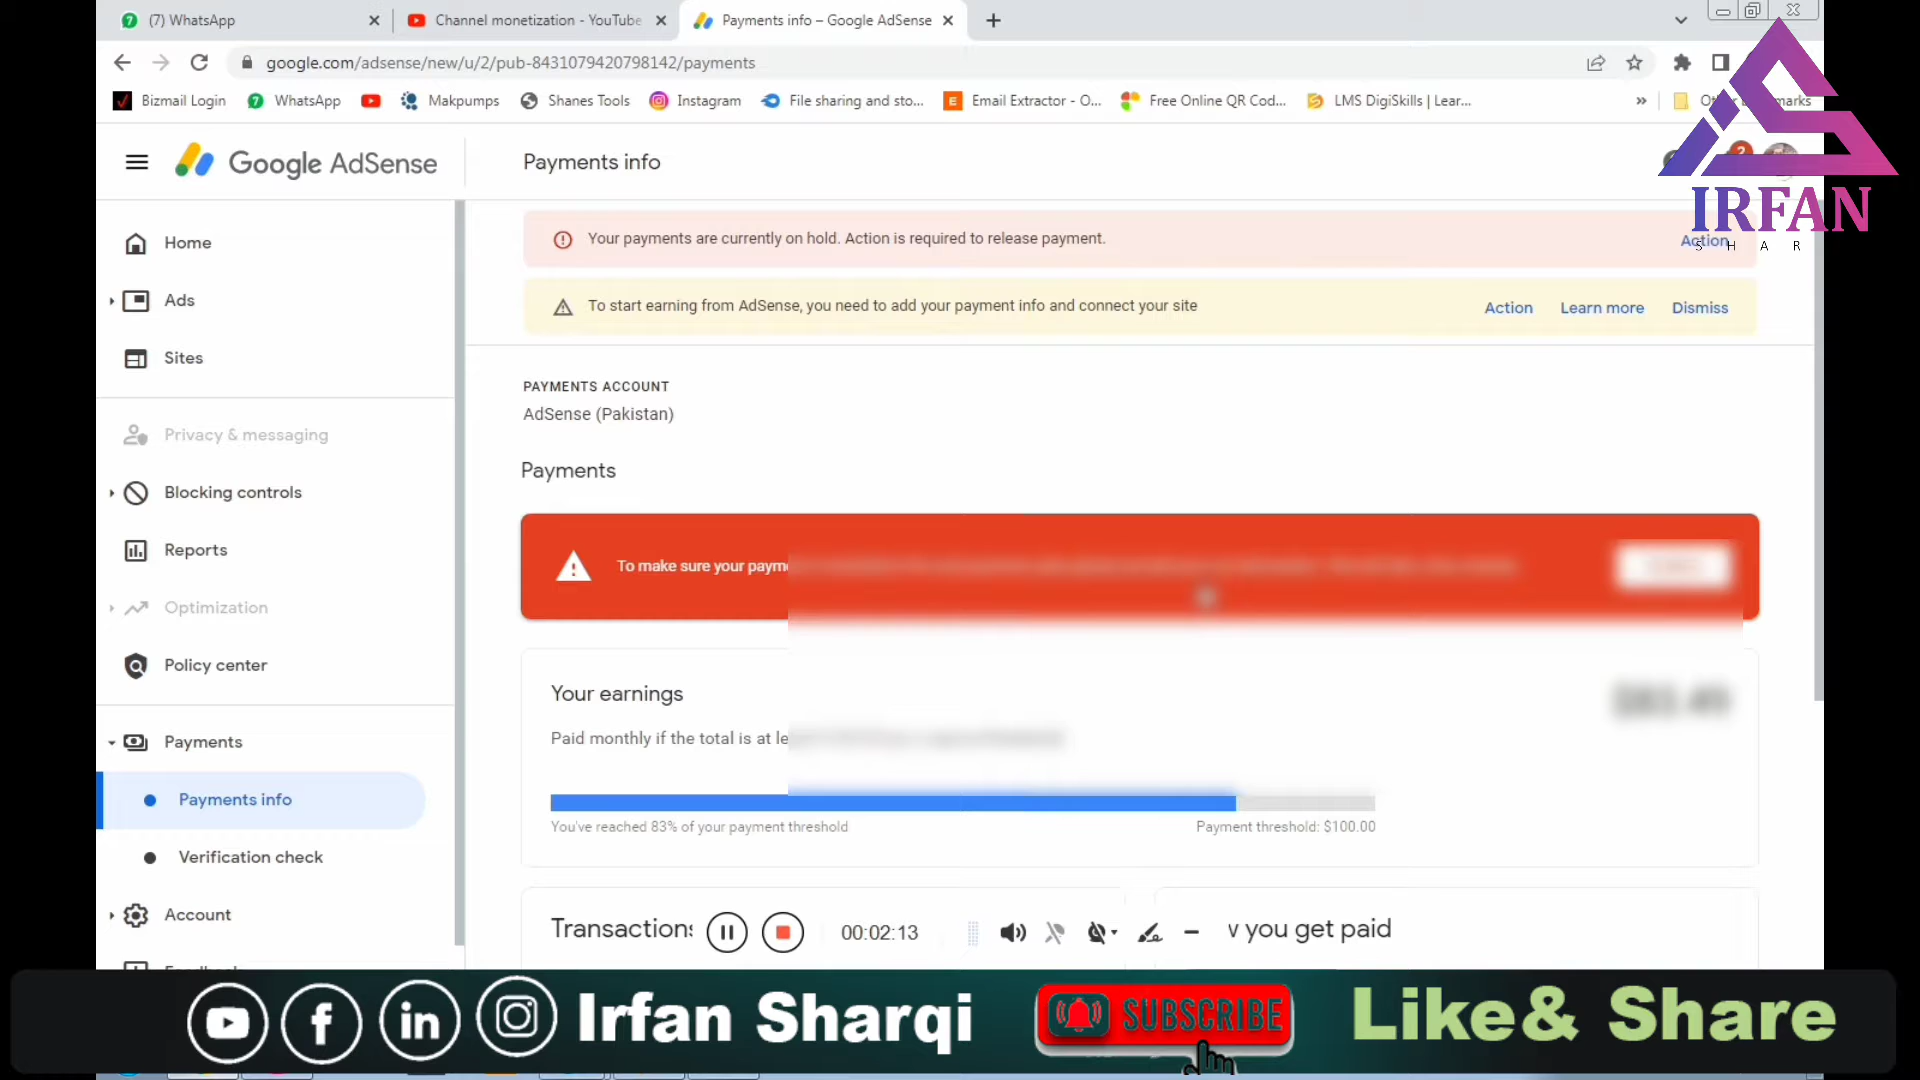 (7) WhatsApp
Channel monetization - YouTube
Payments info – Google AdSense
google.com/adsense/new/u/2/pub-8431079420798142/payments
Bizmail Login
WhatsApp
Makpumps
Shanes Tools
Instagram
File sharing and sto...
Email Extractor - O...
Free Online QR Cod...
LMS DigiSkills | Lear...
»
Google AdSense
Payments info
2
IRFAN
S H A R
Home
Ads
Sites
Privacy & messaging
Blocking controls
Reports
Optimization
Policy center
Payments
Payments info
Verification check
Account
Your payments are currently on hold. Action is required to release payment.
Action
To start earning from AdSense, you need to add your payment info and connect your site
Action
Learn more
Dismiss
PAYMENTS ACCOUNT
AdSense (Pakistan)
Payments
To make sure your
Your earnings
Paid monthly if the total is at
You've reached 83% of your payment threshold
Payment threshold: $100.00
Transactions
00:02:13
you get paid
Irfan Sharqi
SUBSCRIBE
Like& Share